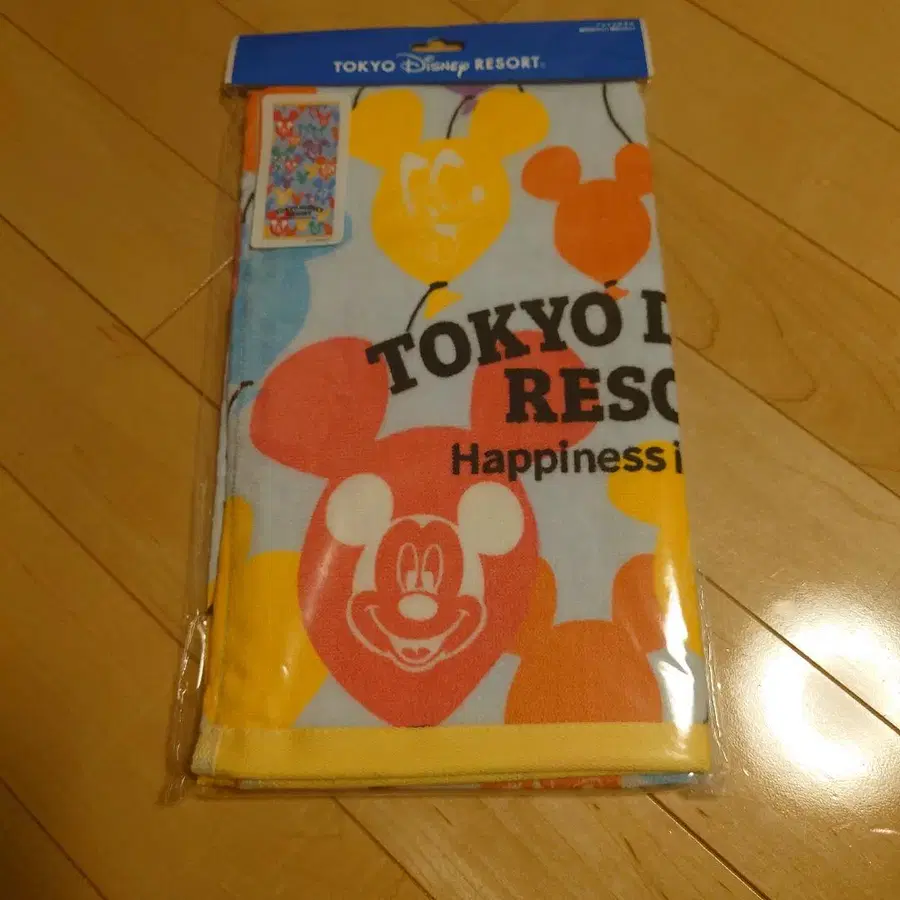 TOKYO Disney RESORT
TOKYO D
RESO
Happiness i